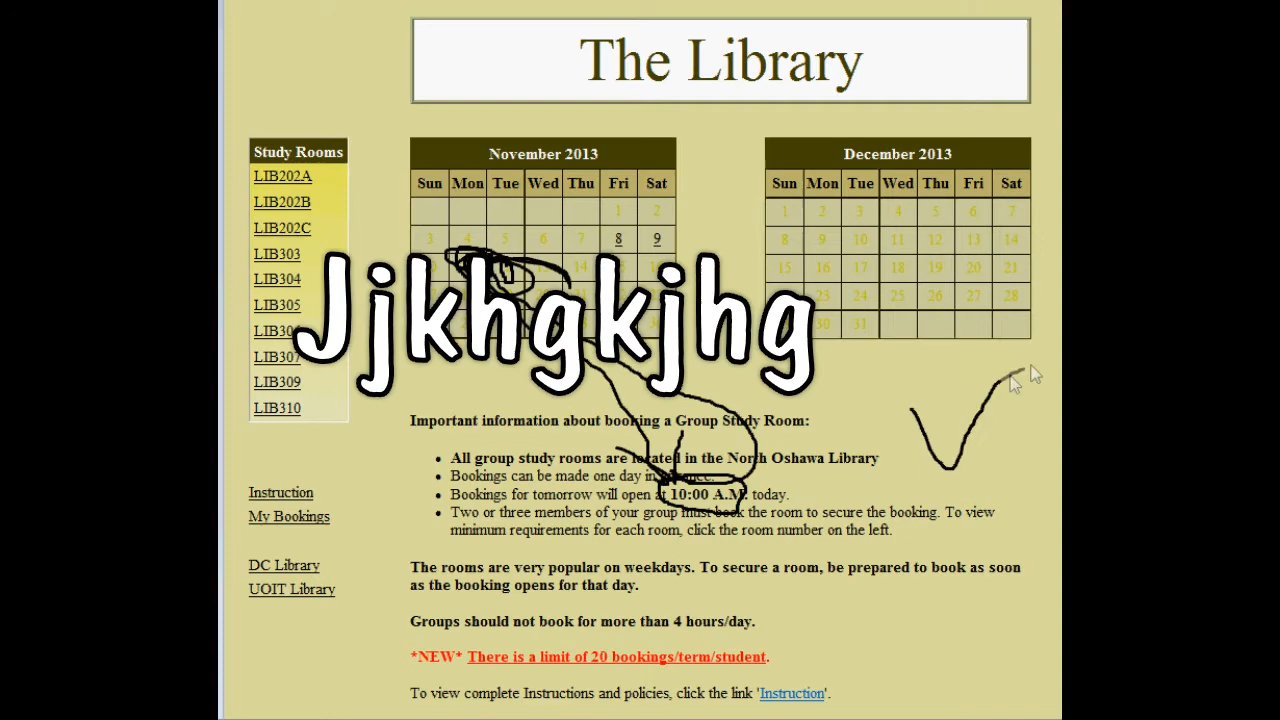 The Library
Study Rooms
LIB202A
LIB202B
LIB202C
LIB303
LIB304
LIB305
LIB307
LIB309
LIB310
Instruction
My Bookings
DC Library
UOIT Library
November 2013
Sun Mon Tue Wed Thu Fri Sat
1 2
3 4 5 6 7 8 9
14
December 2013
Sun Mon Tue Wed Thu Fri Sat
1 2 3 4 5 6 7
8 9 10 11 12 13 14
15 16 17 18 19 20 21
23 24 25 26 27 28
30 31
Jjkhgkjhg
Important information about booking a Group Study Room:
All group study rooms are located in the North Oshawa Library
Bookings can be made one day in
Bookings for tomorrow will open at 10:00 A.M. today.
Two or three members of your group must book the room to secure the booking. To view
minimum requirements for each room, click the room number on the left.
The rooms are very popular on weekdays. To secure a room, be prepared to book as soon
as the booking opens for that day.
Groups should not book for more than 4 hours/day.
*NEW* There is a limit of 20 bookings/term/student.
To view complete Instructions and policies, click the link 'Instruction'.